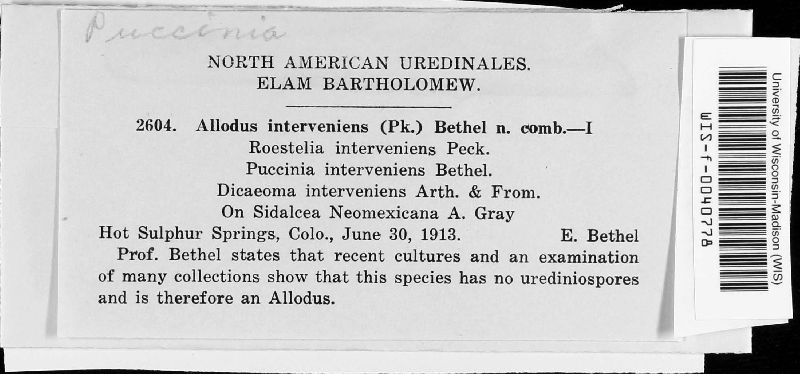 Puccinia
NORTH AMERICAN UREDINALES.
ELAM BARTHOLOMEW.
2604. Allodus interveniens (Pk.) Bethel n. comb.—I
Roestelia interveniens Peck.
Puccinia interveniens Bethel.
Dicaeoma interveniens Arth. & From.
On Sidalcea Neomexicana A. Gray
Hot Sulphur Springs, Colo., June 30, 1913. E. Bethel
Prof. Bethel states that recent cultures and an examination
of many collections show that this species has no urediniospores
and is therefore an Allodus.
University of Wisconsin-Madison (WIS)
WIS-f-0040778